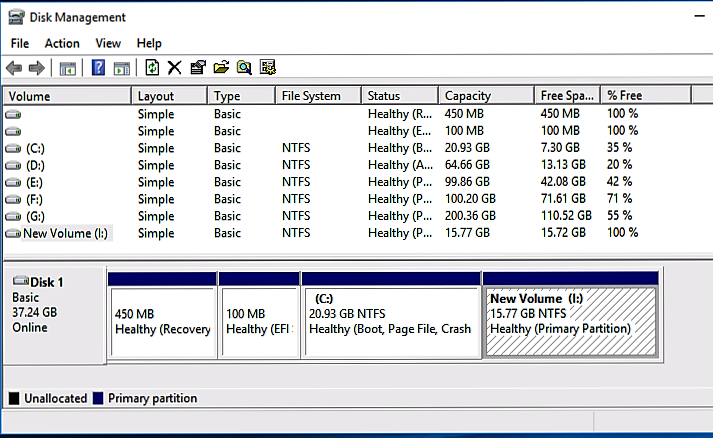 Disk Management
File Action View Help
Volume Layout Type File System Status Capacity Free Spa... % Free
Simple Basic Healthy (R... 450 MB 450 MB 100 %
Simple Basic Healthy (E... 100 MB 100 MB 100 %
(C:) Simple Basic NTFS Healthy (B... 20.93 GB 7.30 GB 35 %
(D:) Simple Basic NTFS Healthy (A... 64.66 GB 13.13 GB 20 %
(E:) Simple Basic NTFS Healthy (P... 99.86 GB 42.08 GB 42 %
(F:) Simple Basic NTFS Healthy (P... 100.20 GB 71.61 GB 71 %
(G:) Simple Basic NTFS Healthy (P... 200.36 GB 110.52 GB 55 %
New Volume (I:) Simple Basic NTFS Healthy (P... 15.77 GB 15.72 GB 100 %
Disk 1
Basic
37.24 GB
Online
450 MB
Healthy (Recovery
100 MB
Healthy (EFI
(C:)
20.93 GB NTFS
Healthy (Boot, Page File, Crash
New Volume (I:)
15.77 GB NTFS
Healthy (Primary Partition)
Unallocated Primary partition